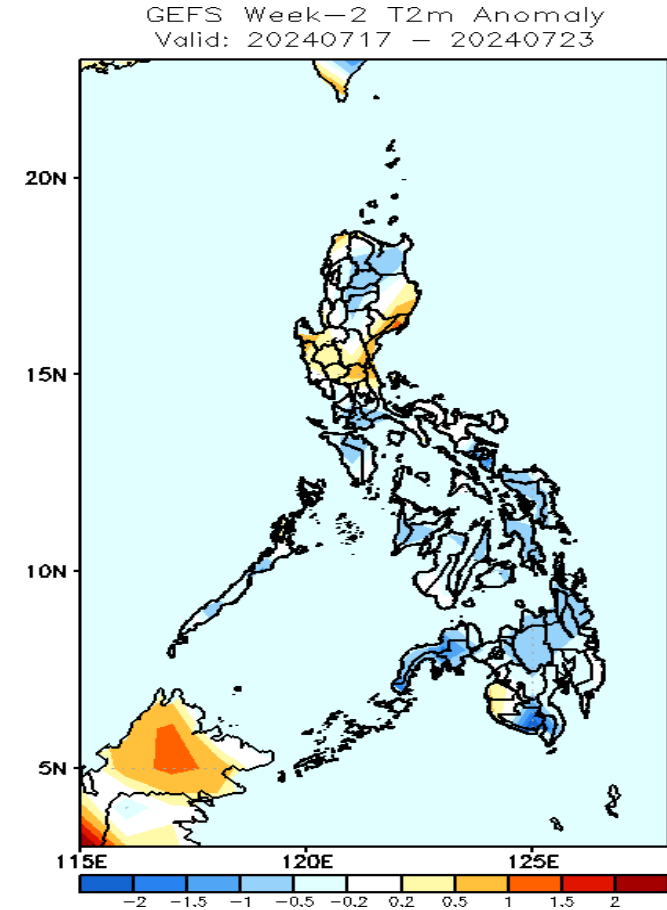 GEFS Week-2 T2m Anomaly
Valid: 20240717 - 20240723
20N
15N
10N
5N
115E 120E 125E
-2 -1.5 -1 -0.5 -0.2 0.2 0.5 1 1.5 2